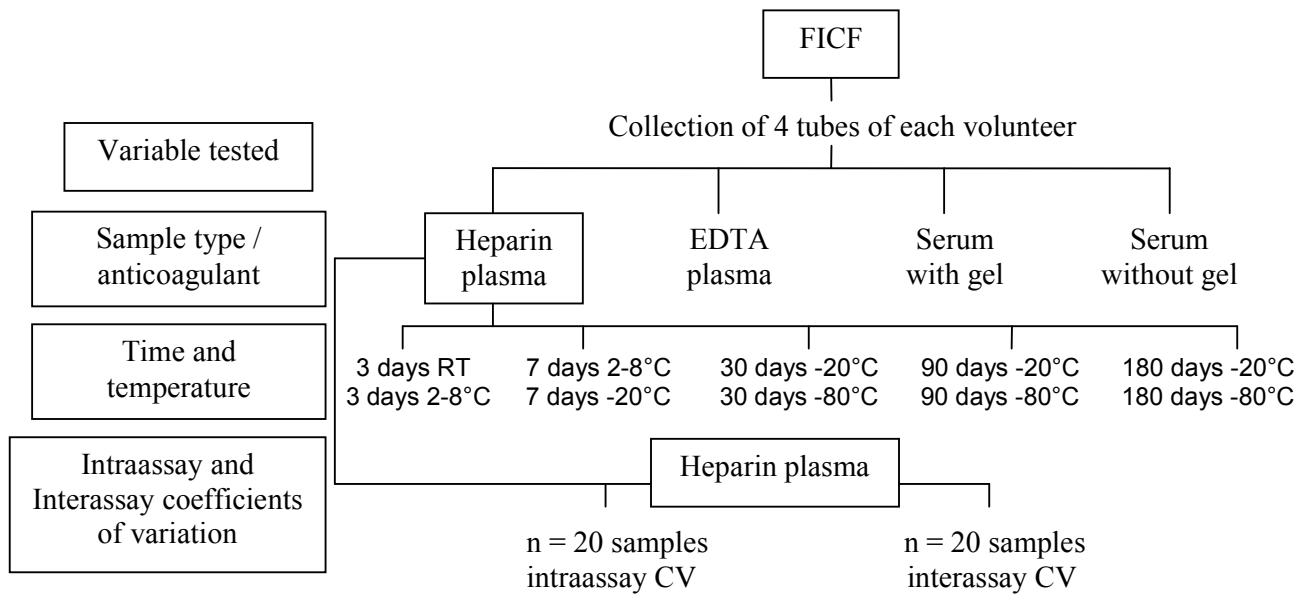 FICF
Collection of 4 tubes of each volunteer
Variable tested
Sample type /
anticoagulant
Heparin
plasma
EDTA
plasma
Serum
with gel
Serum
without gel
Time and
temperature
3 days RT
3 days 2-8°C
7 days 2-8°C
7 days -20°C
30 days -20°C
30 days -80°C
90 days -20°C
90 days -80°C
180 days -20°C
180 days -80°C
Intraassay and
Interassay coefficients
of variation
Heparin plasma
n = 20 samples
intraassay CV
n = 20 samples
interassay CV